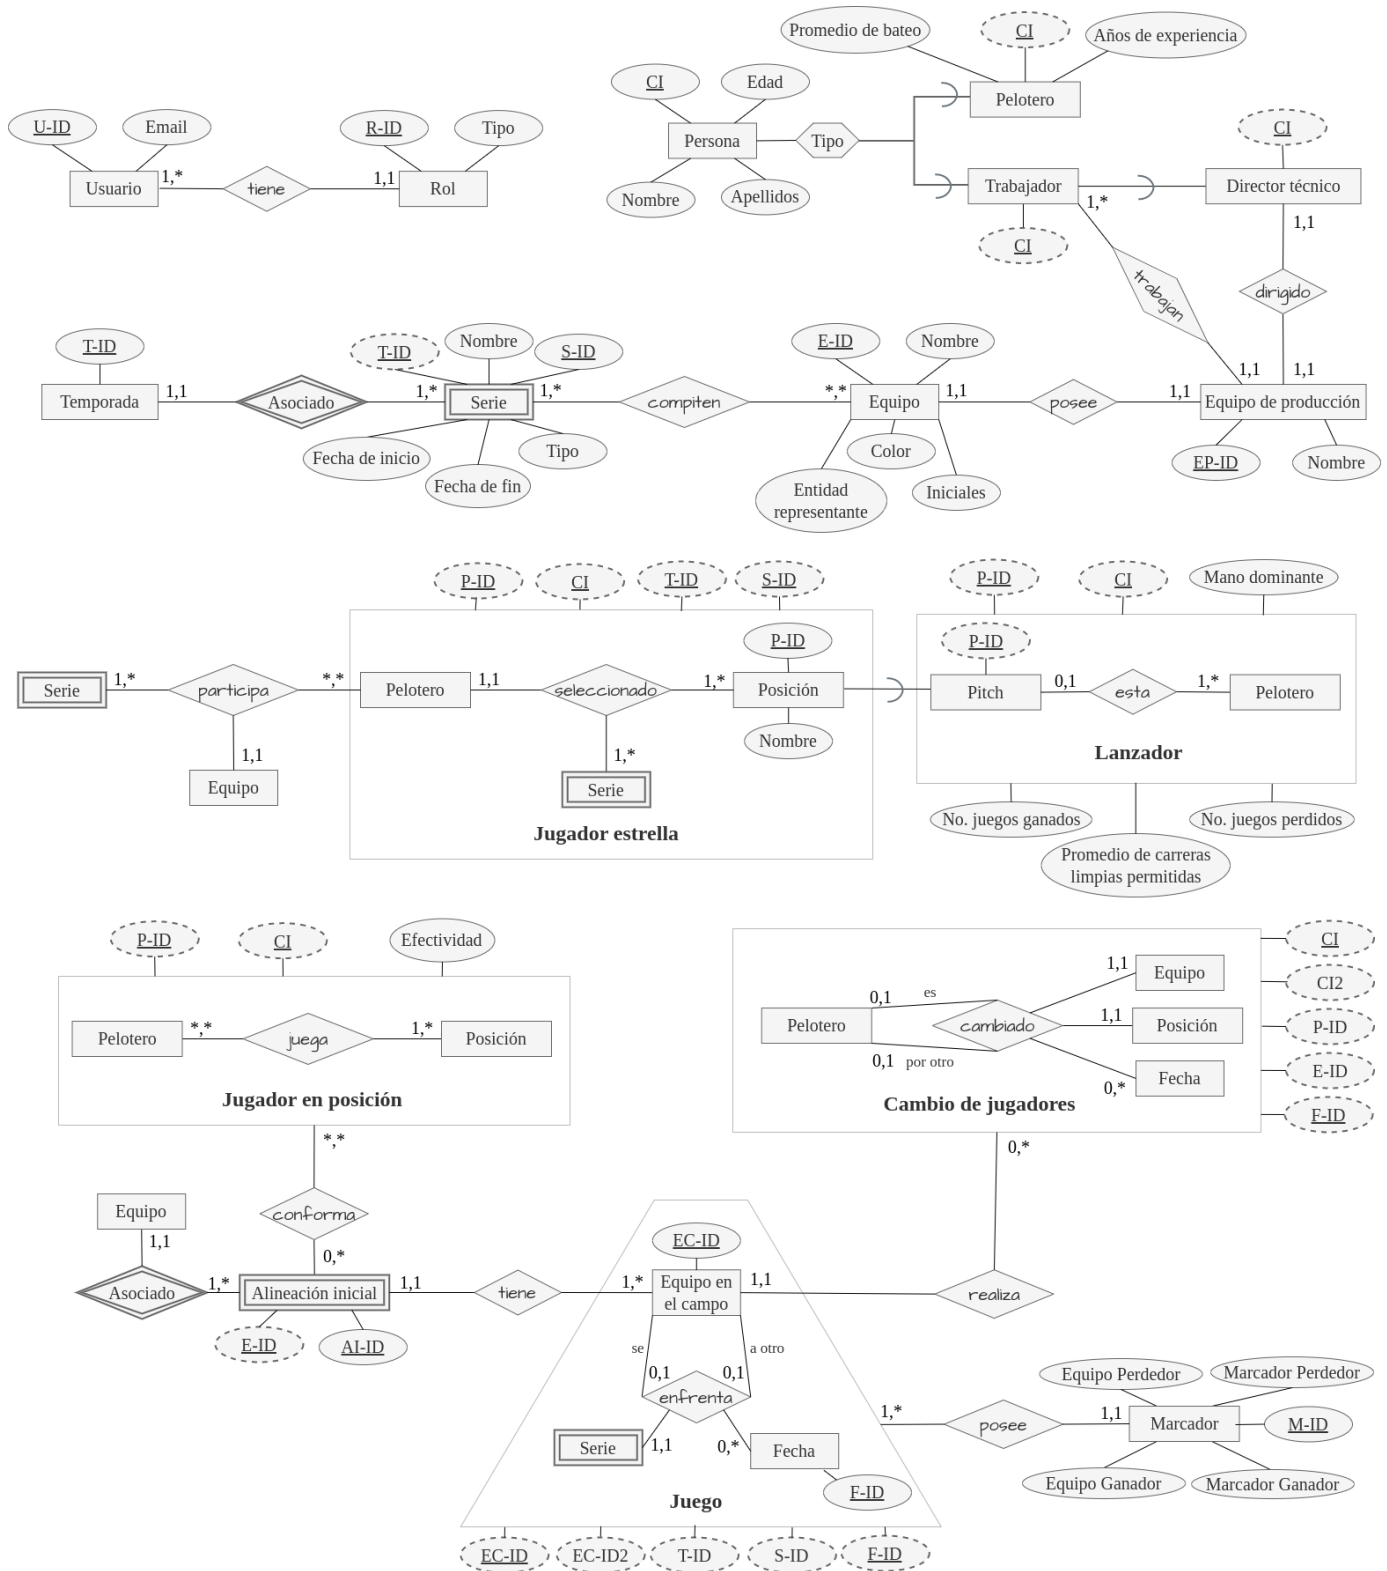 Promedio de bateo
CI
Años de experiencia
CI
Edad
Pelotero
U-ID
Email
R-ID
Tipo
Persona
Tipo
CI
Usuario
1,*
tiene
1,1
Rol
Nombre
Apellidos
Trabajador
1,*
Director técnico
1,1
CI
trabajan
dirigido
T-ID
T-ID
Nombre
S-ID
E-ID
Nombre
1,1
1,1
Temporada
1,1
Asociado
1,*
Serie
1,*
compiten
*,*
Equipo
1,1
posee
1,1
Equipo de producción
Fecha de inicio
Fecha de fin
Tipo
Color
Entidad
representante
Iniciales
EP-ID
Nombre
P-ID
CI
T-ID
S-ID
P-ID
CI
Mano dominante
P-ID
P-ID
Serie
1,*
participa
*,*
Pelotero
1,1
seleccionado
1,*
Posición
Pitch
0,1
esta
1,*
Pelotero
1,1
Equipo
1,*
Serie
Nombre
Jugador estrella
Lanzador
No. juegos ganados
No. juegos perdidos
Promedio de carreras
limpias permitidas
P-ID
CI
Efectividad
Pelotero
*,*
juega
1,*
Posición
Jugador en posición
CI
CI2
P-ID
E-ID
F-ID
Pelotero
0,1
es
0,1
por otro
cambiado
1,1
Equipo
1,1
Posición
0,*
Fecha
Cambio de jugadores
*,*
0,*
Equipo
1,1
conforma
0,*
Asociado
1,*
Alineación inicial
1,1
tiene
1,*
EC-ID
Equipo en
el campo
1,1
realiza
E-ID
AI-ID
se
a otro
0,1
0,1
enfrenta
Serie
1,1
0,*
Fecha
F-ID
Juego
1,*
posee
1,1
Marcador
Equipo Perdedor
Marcador Perdedor
M-ID
Equipo Ganador
Marcador Ganador
EC-ID
EC-ID2
T-ID
S-ID
F-ID